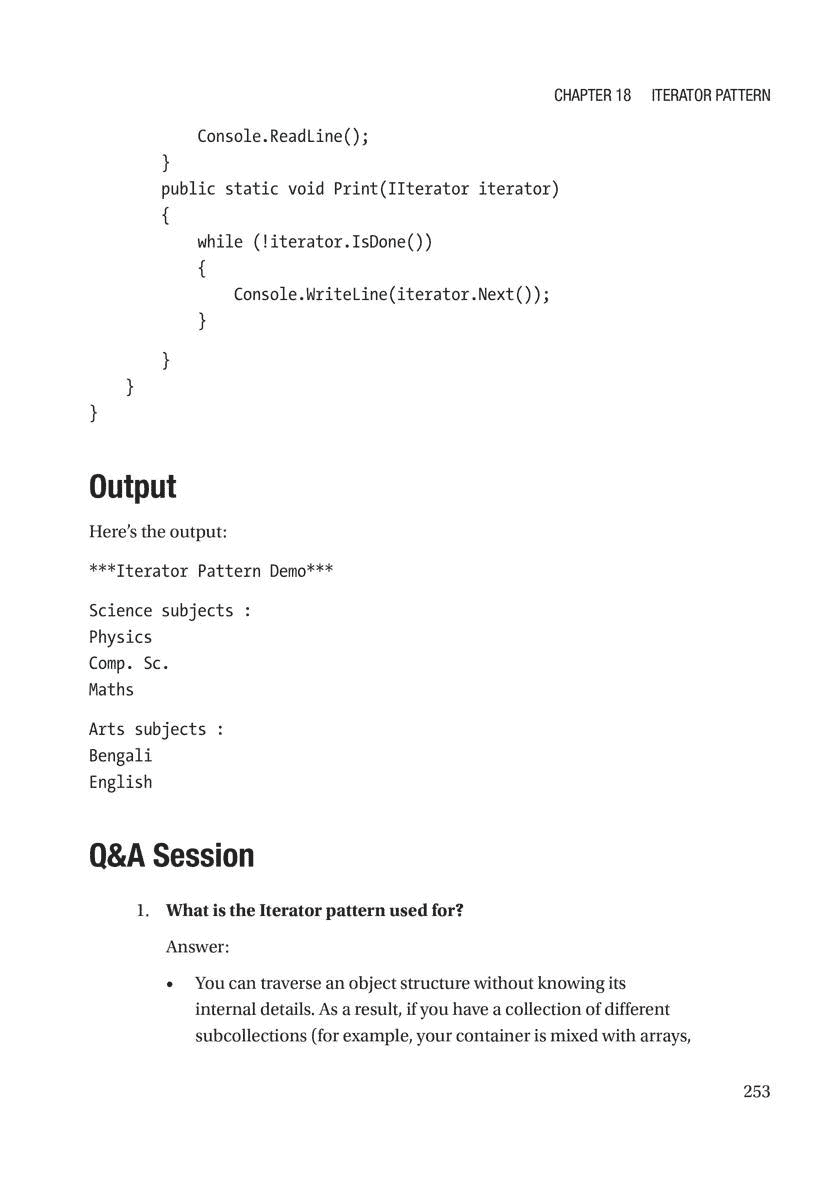 CHAPTER 18 ITERATOR PATTERN
Console.ReadLine();
}
public static void Print(IIterator iterator)
{
while (!iterator.IsDone())
{
Console.WriteLine(iterator.Next());
}
}
}
}
Output
Here’s the output:
***Iterator Pattern Demo***
Science subjects :
Physics
Comp. Sc.
Maths
Arts subjects :
Bengali
English
Q&A Session
1. What is the Iterator pattern used for?
Answer:
• You can traverse an object structure without knowing its
internal details. As a result, if you have a collection of different
subcollections (for example, your container is mixed with arrays,
253